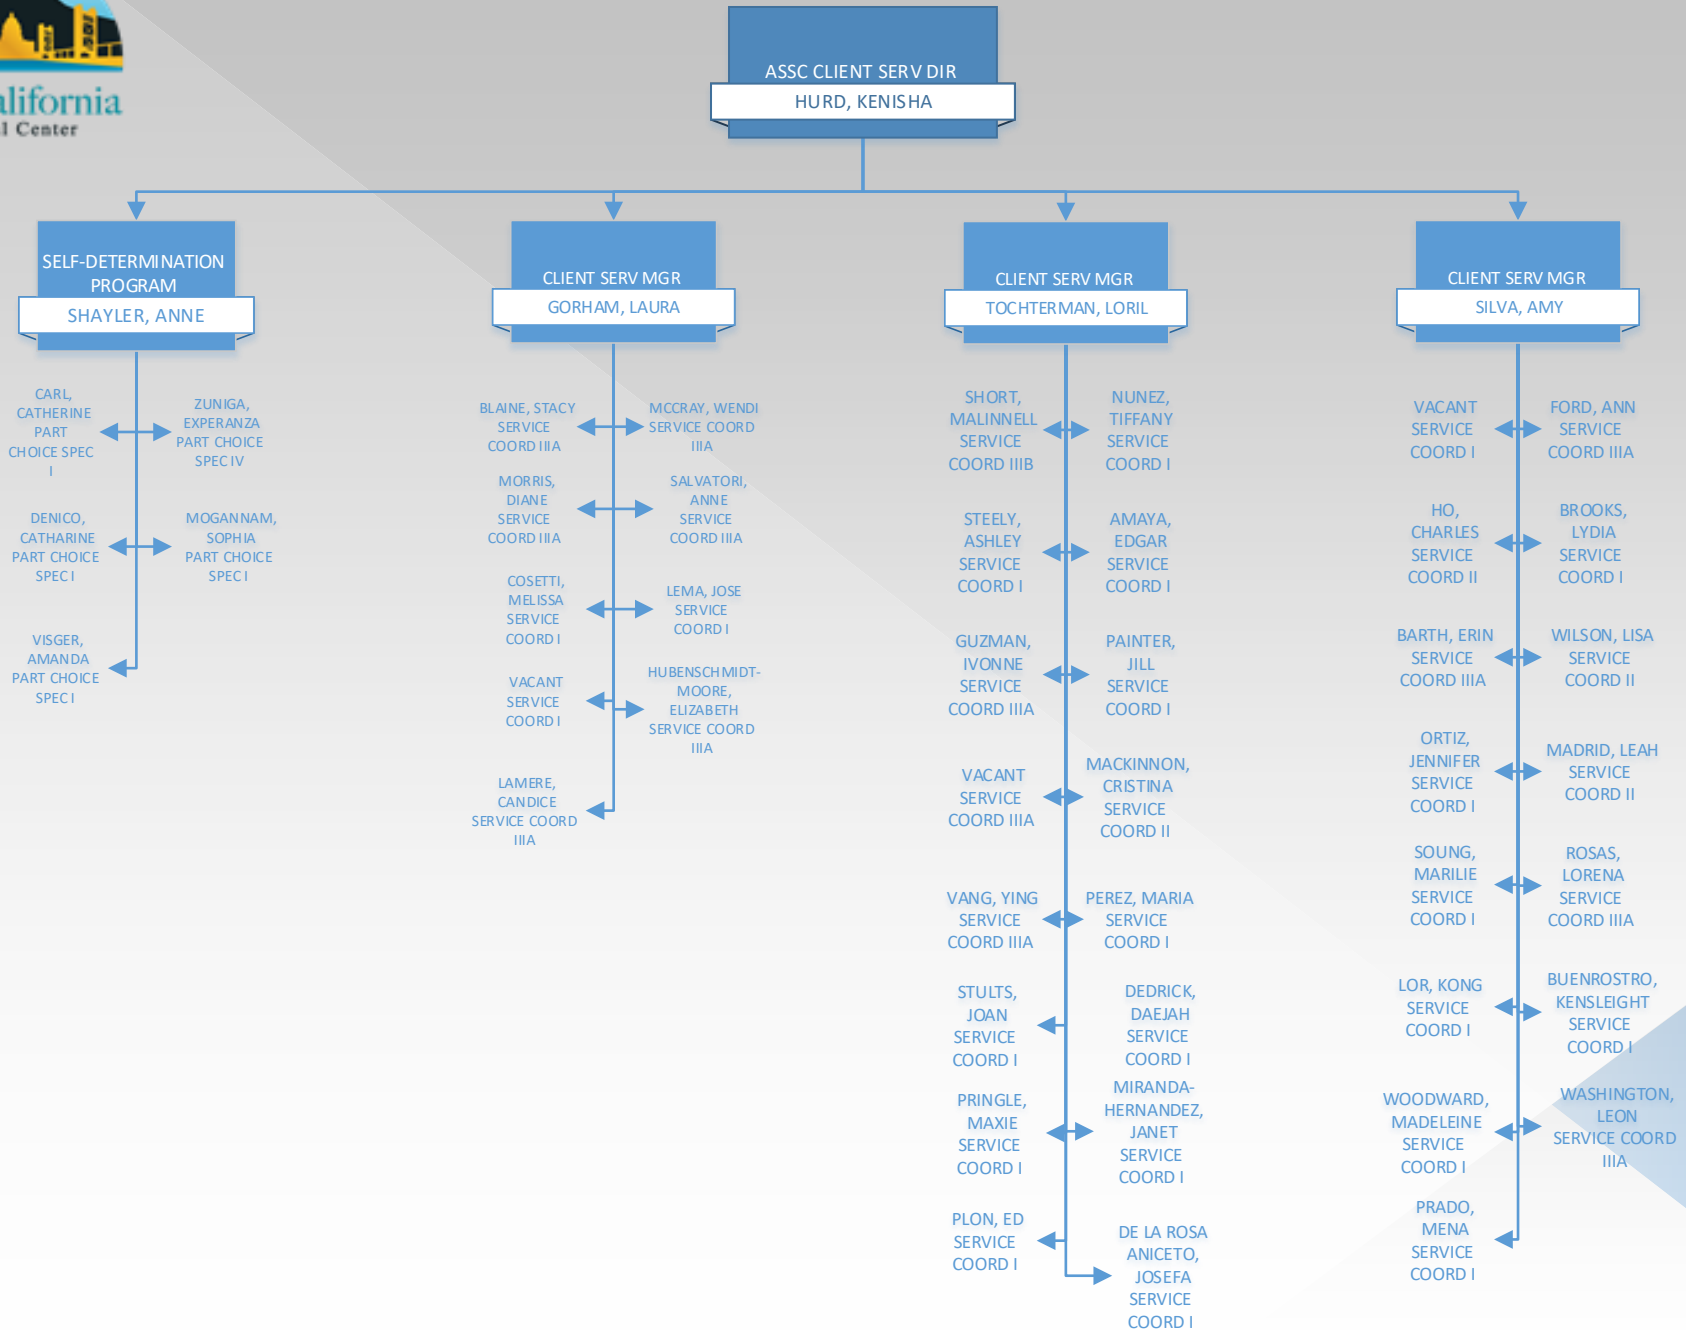 alifornia
l Center
ASSC CLIENT SERV DIR
HURD, KENISHA
SELF-DETERMINATION
PROGRAM
SHAYLER, ANNE
CARL,
CATHERINE
PART
CHOICE SPEC
I
ZUNIGA,
EXPERANZA
PART CHOICE
SPEC IV
DENICO,
CATHARINE
PART CHOICE
SPEC I
MOGANNAM,
SOPHIA
PART CHOICE
SPEC I
VISGER,
AMANDA
PART CHOICE
SPEC I
CLIENT SERV MGR
GORHAM, LAURA
BLAINE, STACY
SERVICE
COORD IIIA
MCCRAY, WENDI
SERVICE COORD
IIIA
MORRIS,
DIANE
SERVICE
COORD IIIA
SALVATORI,
ANNE
SERVICE
COORD IIIA
COSETTI,
MELISSA
SERVICE
COORD I
LEMA, JOSE
SERVICE
COORD I
VACANT
SERVICE
COORD I
HUBENSCHMIDT-
MOORE,
ELIZABETH
SERVICE COORD
IIIA
LAMERE,
CANDICE
SERVICE COORD
IIIA
CLIENT SERV MGR
TOCHTERMAN, LORIL
SHORT,
MALINNELL
SERVICE
COORD IIIB
NUNEZ,
TIFFANY
SERVICE
COORD I
STEELY,
ASHLEY
SERVICE
COORD I
AMAYA,
EDGAR
SERVICE
COORD I
GUZMAN,
IVONNE
SERVICE
COORD IIIA
PAINTER,
JILL
SERVICE
COORD I
VACANT
SERVICE
COORD IIIA
MACKINNON,
CRISTINA
SERVICE
COORD II
VANG, YING
SERVICE
COORD IIIA
PEREZ, MARIA
SERVICE
COORD I
STULTS,
JOAN
SERVICE
COORD I
DEDRICK,
DAEJAH
SERVICE
COORD I
PRINGLE,
MAXIE
SERVICE
COORD I
MIRANDA-
HERNANDEZ,
JANET
SERVICE
COORD I
PLON, ED
SERVICE
COORD I
DE LA ROSA
ANICETO,
JOSEFA
SERVICE
COORD I
CLIENT SERV MGR
SILVA, AMY
VACANT
SERVICE
COORD I
FORD, ANN
SERVICE
COORD IIIA
HO,
CHARLES
SERVICE
COORD II
BROOKS,
LYDIA
SERVICE
COORD I
BARTH, ERIN
SERVICE
COORD IIIA
WILSON, LISA
SERVICE
COORD II
ORTIZ,
JENNIFER
SERVICE
COORD I
MADRID, LEAH
SERVICE
COORD II
SOUNG,
MARILIE
SERVICE
COORD I
ROSAS,
LORENA
SERVICE
COORD IIIA
LOR, KONG
SERVICE
COORD I
BUENROSTRO,
KENSLEIGHT
SERVICE
COORD I
WOODWARD,
MADELEINE
SERVICE
COORD I
WASHINGTON,
LEON
SERVICE COORD
IIIA
PRADO,
MENA
SERVICE
COORD I